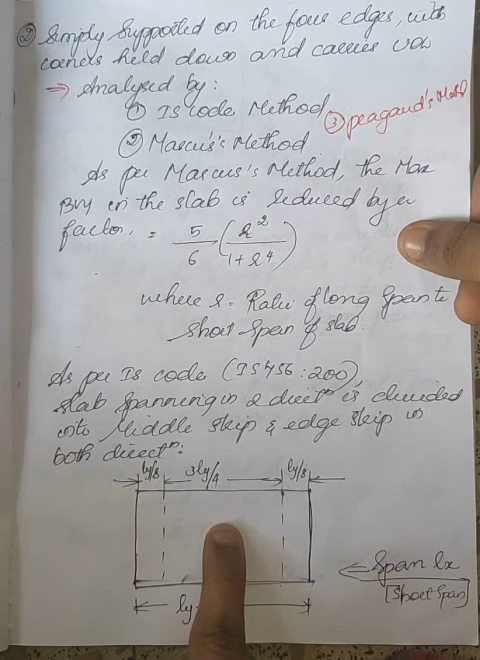 ② Simply Supported on the four edges, with
corners held down and carries UDL
⇒ Analysed by:
① IS code Method
③ Peagaud's Method
② Marcus's Method
As per Marcus's Method, the Max
BM in the slab is reduced by a
factor, = 5/6 (r²/1+r⁴)
where r = Ratio of long Span to
Short Span of slab.
As per Is code (IS456:200),
slab spanning in 2 directⁿ is divided
into Middle strip & edge strip in
both directⁿ:
ly/8 3ly/4 ly/8
⇐ Span lx
[Short Span]
ly